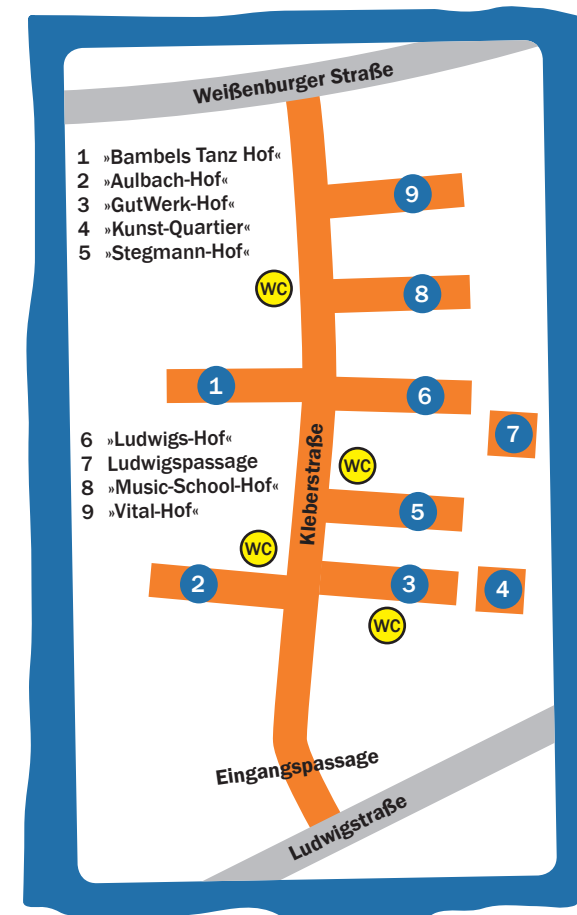 Weißenburger Straße
1 »Bambels Tanz Hof«
2 »Aulbach-Hof«
3 »GutWerk-Hof«
4 »Kunst-Quartier«
5 »Stegmann-Hof«
9
WC
8
1
6
6 »Ludwigs-Hof«
7 Ludwigspassage
8 »Music-School-Hof«
9 »Vital-Hof«
7
Kleberstraße
WC
5
WC
2
3
4
WC
Eingangspassage
Ludwigstraße